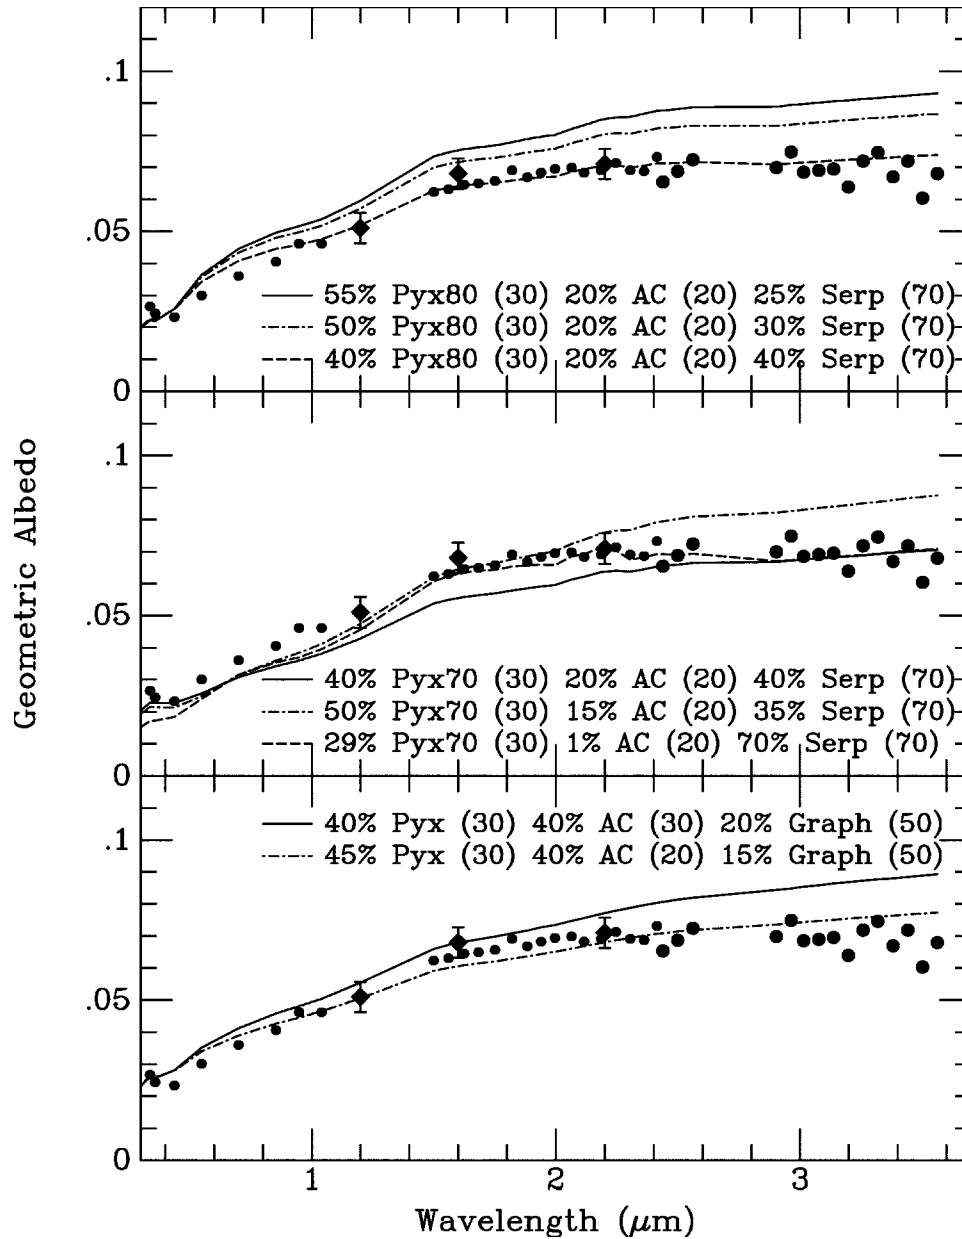 .1
.05
55% Pyx80 (30) 20% AC (20) 25% Serp (70)
50% Pyx80 (30) 20% AC (20) 30% Serp (70)
40% Pyx80 (30) 20% AC (20) 40% Serp (70)
0
.1
.05
40% Pyx70 (30) 20% AC (20) 40% Serp (70)
50% Pyx70 (30) 15% AC (20) 35% Serp (70)
29% Pyx70 (30) 1% AC (20) 70% Serp (70)
0
40% Pyx (30) 40% AC (30) 20% Graph (50)
45% Pyx (30) 40% AC (20) 15% Graph (50)
.1
.05
0
1 2 3
Geometric Albedo
Wavelength (μm)